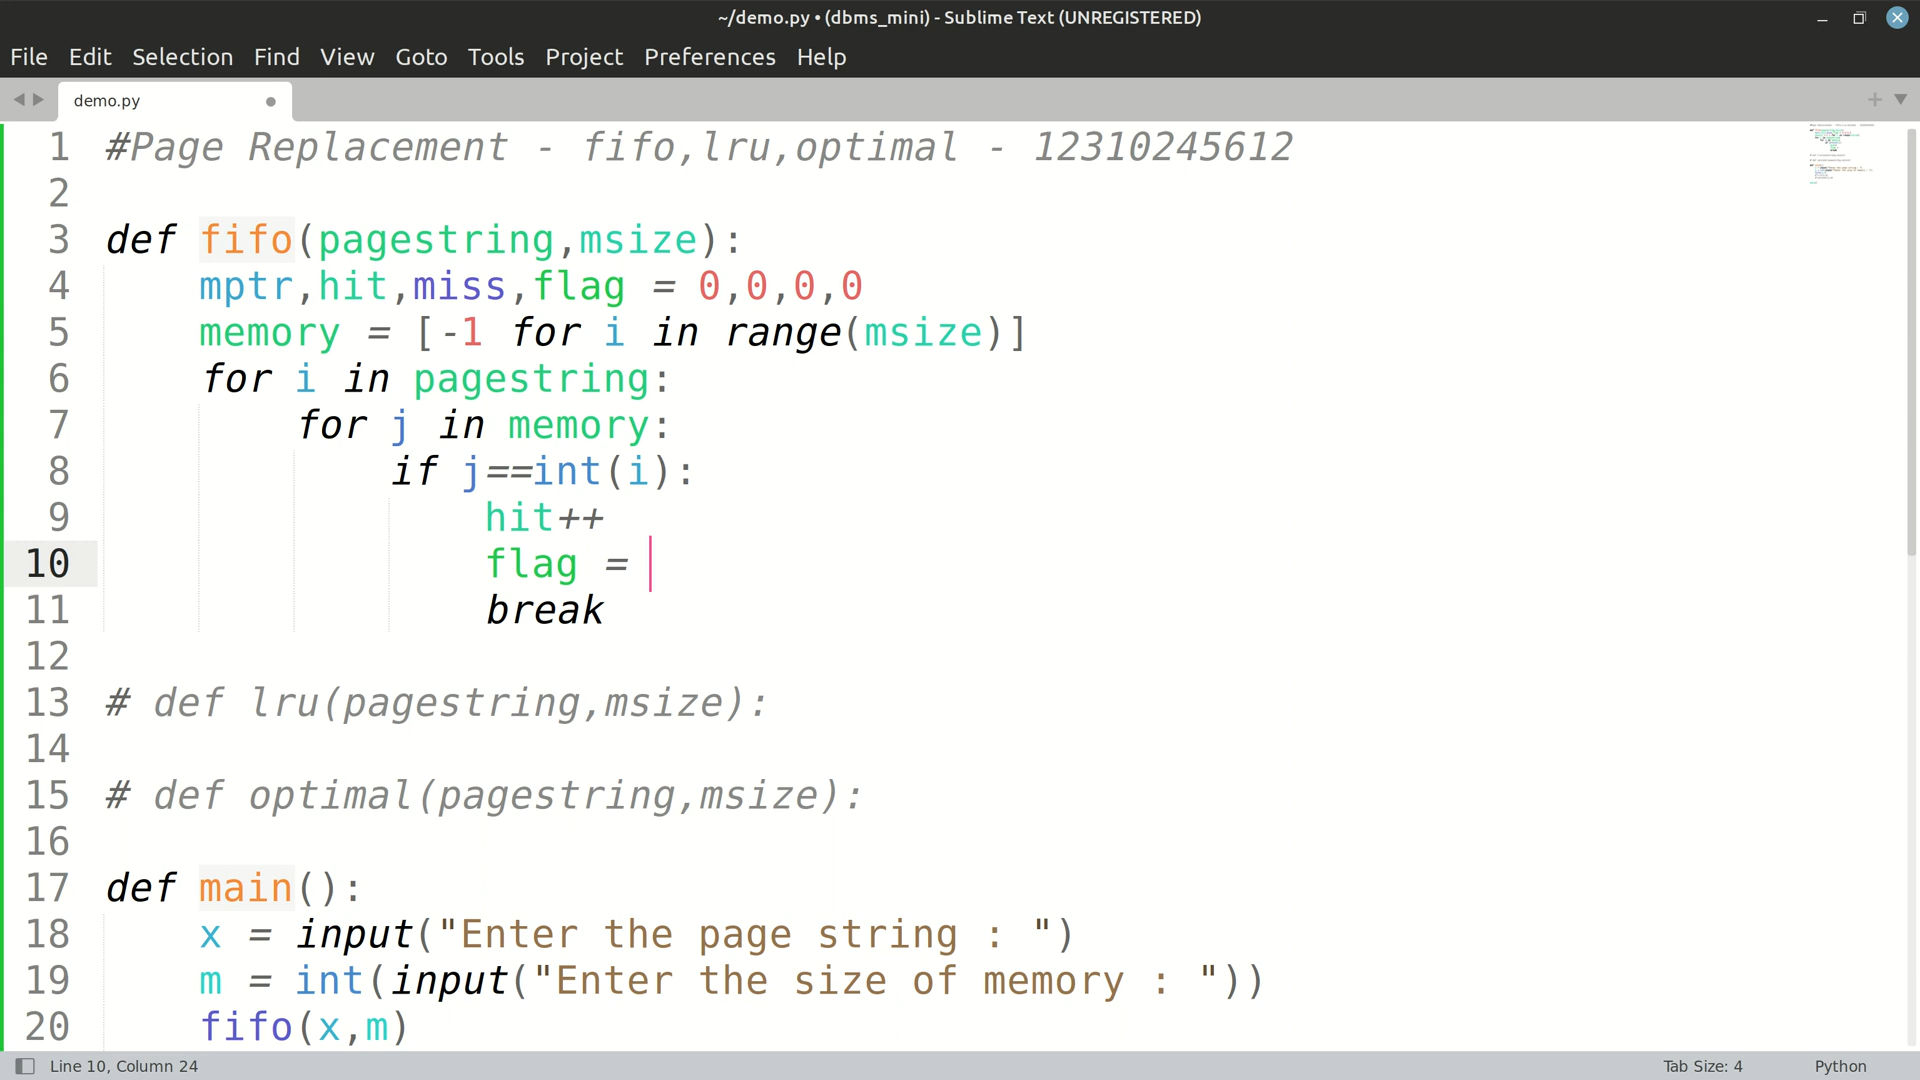 ~/demo.py • (dbms_mini) - Sublime Text (UNREGISTERED)
File Edit Selection Find View Goto Tools Project Preferences Help
demo.py
1 #Page Replacement - fifo,lru,optimal - 12310245612
2
3 def fifo(pagestring,msize):
4 mptr,hit,miss,flag = 0,0,0,0
5 memory = [-1 for i in range(msize)]
6 for i in pagestring:
7 for j in memory:
8 if j==int(i):
9 hit++
10 flag =
11 break
12
13 # def lru(pagestring,msize):
14
15 # def optimal(pagestring,msize):
16
17 def main():
18 x = input("Enter the page string : ")
19 m = int(input("Enter the size of memory : "))
20 fifo(x,m)
Line 10, Column 24 Tab Size: 4 Python